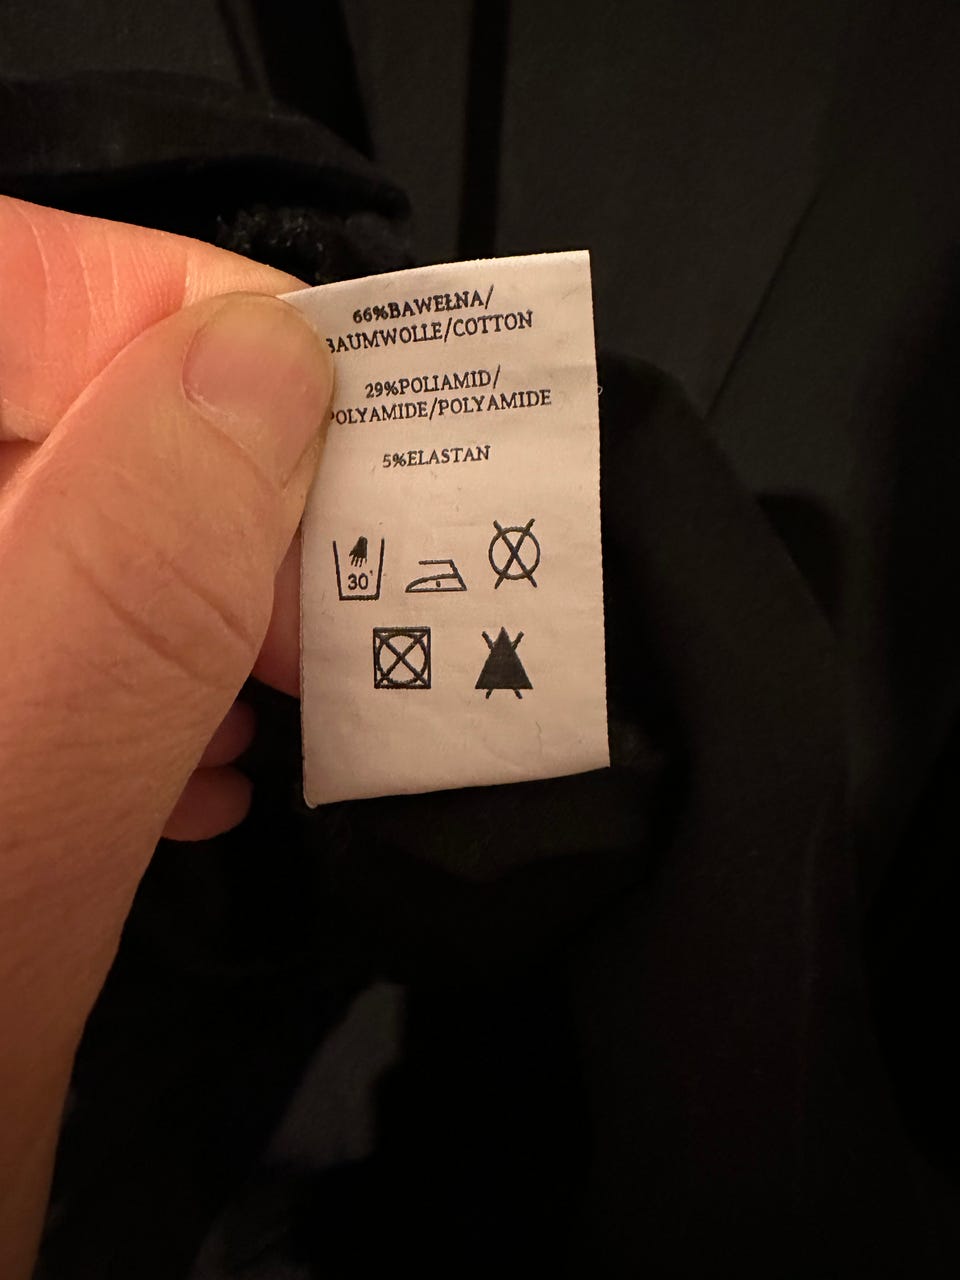 66%BAWEŁNA/
BAUMWOLLE/COTTON
29%POLIAMID/
POLYAMIDE/POLYAMIDE
5%ELASTAN
30°